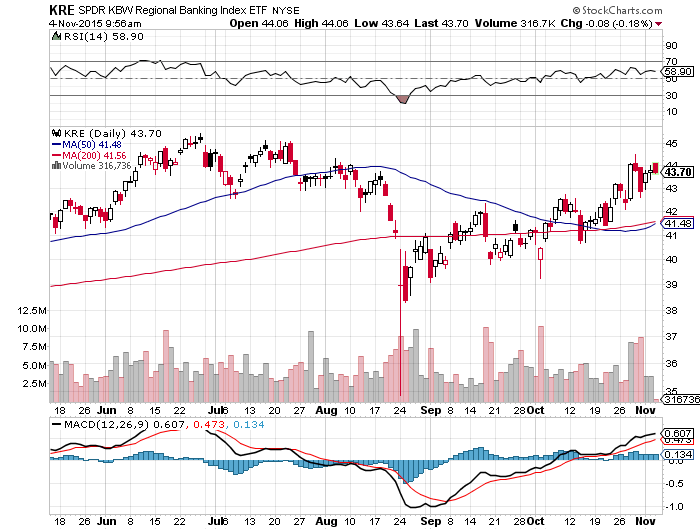 KRE SPDR KBW Regional Banking Index ETF NYSE
© StockCharts.com
4-Nov-2015 9:56am
Open 44.06 High 44.06 Low 43.64 Last 43.70 Volume 316.7K Chg -0.08 (-0.18%)
RSI(14) 58.90
90
70
58.90
50
30
10
KRE (Daily) 43.70
MA(50) 41.48
MA(200) 41.56
Volume 316,736
45
44
43.70
43
42
41.48
41
40
39
38
37
36
35
12.5M
10.0M
7.5M
5.0M
2.5M
316736
18 26 Jun 8 15 22 Jul 6 13 20 27 Aug 10 17 24 Sep 8 14 21 28 Oct 12 19 26 Nov
MACD(12,26,9) 0.607, 0.473, 0.134
0.607
0.473
0.134
0.0
-0.5
-1.0
18 26 Jun 8 15 22 Jul 6 13 20 27 Aug 10 17 24 Sep 8 14 21 28 Oct 12 19 26 Nov